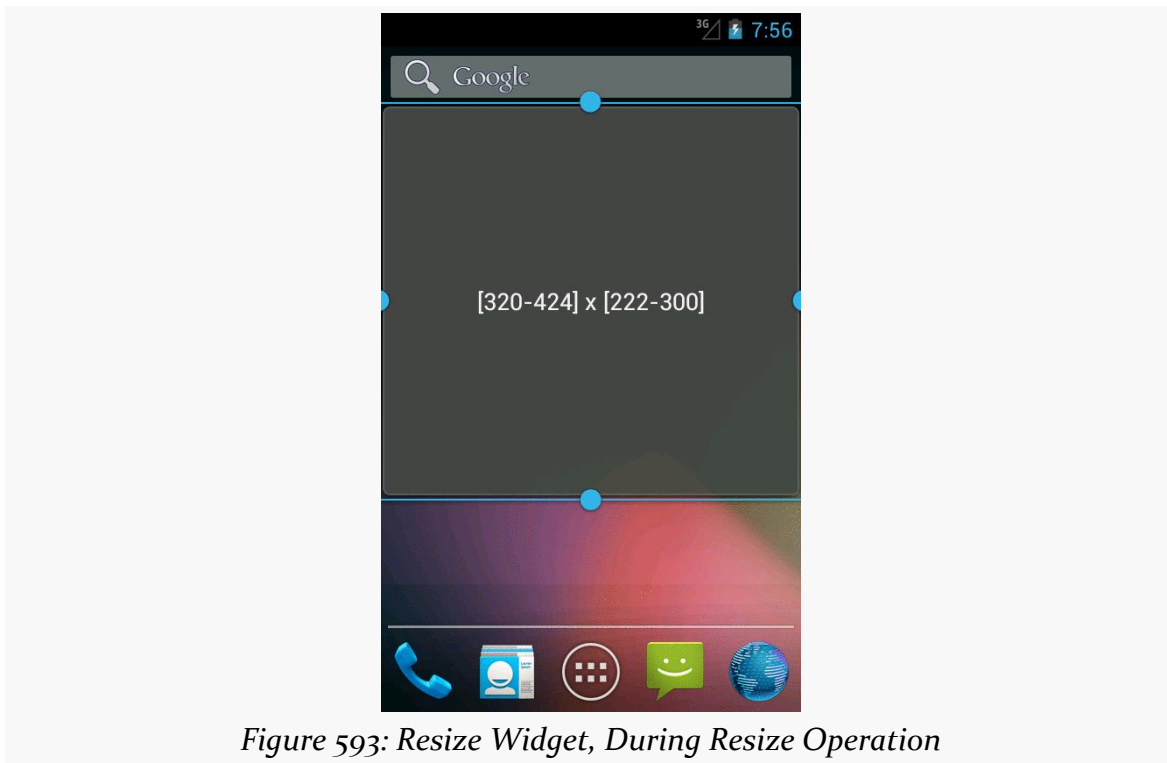 3G 7:56
Google
[320-424] x [222-300]
Figure 593: Resize Widget, During Resize Operation